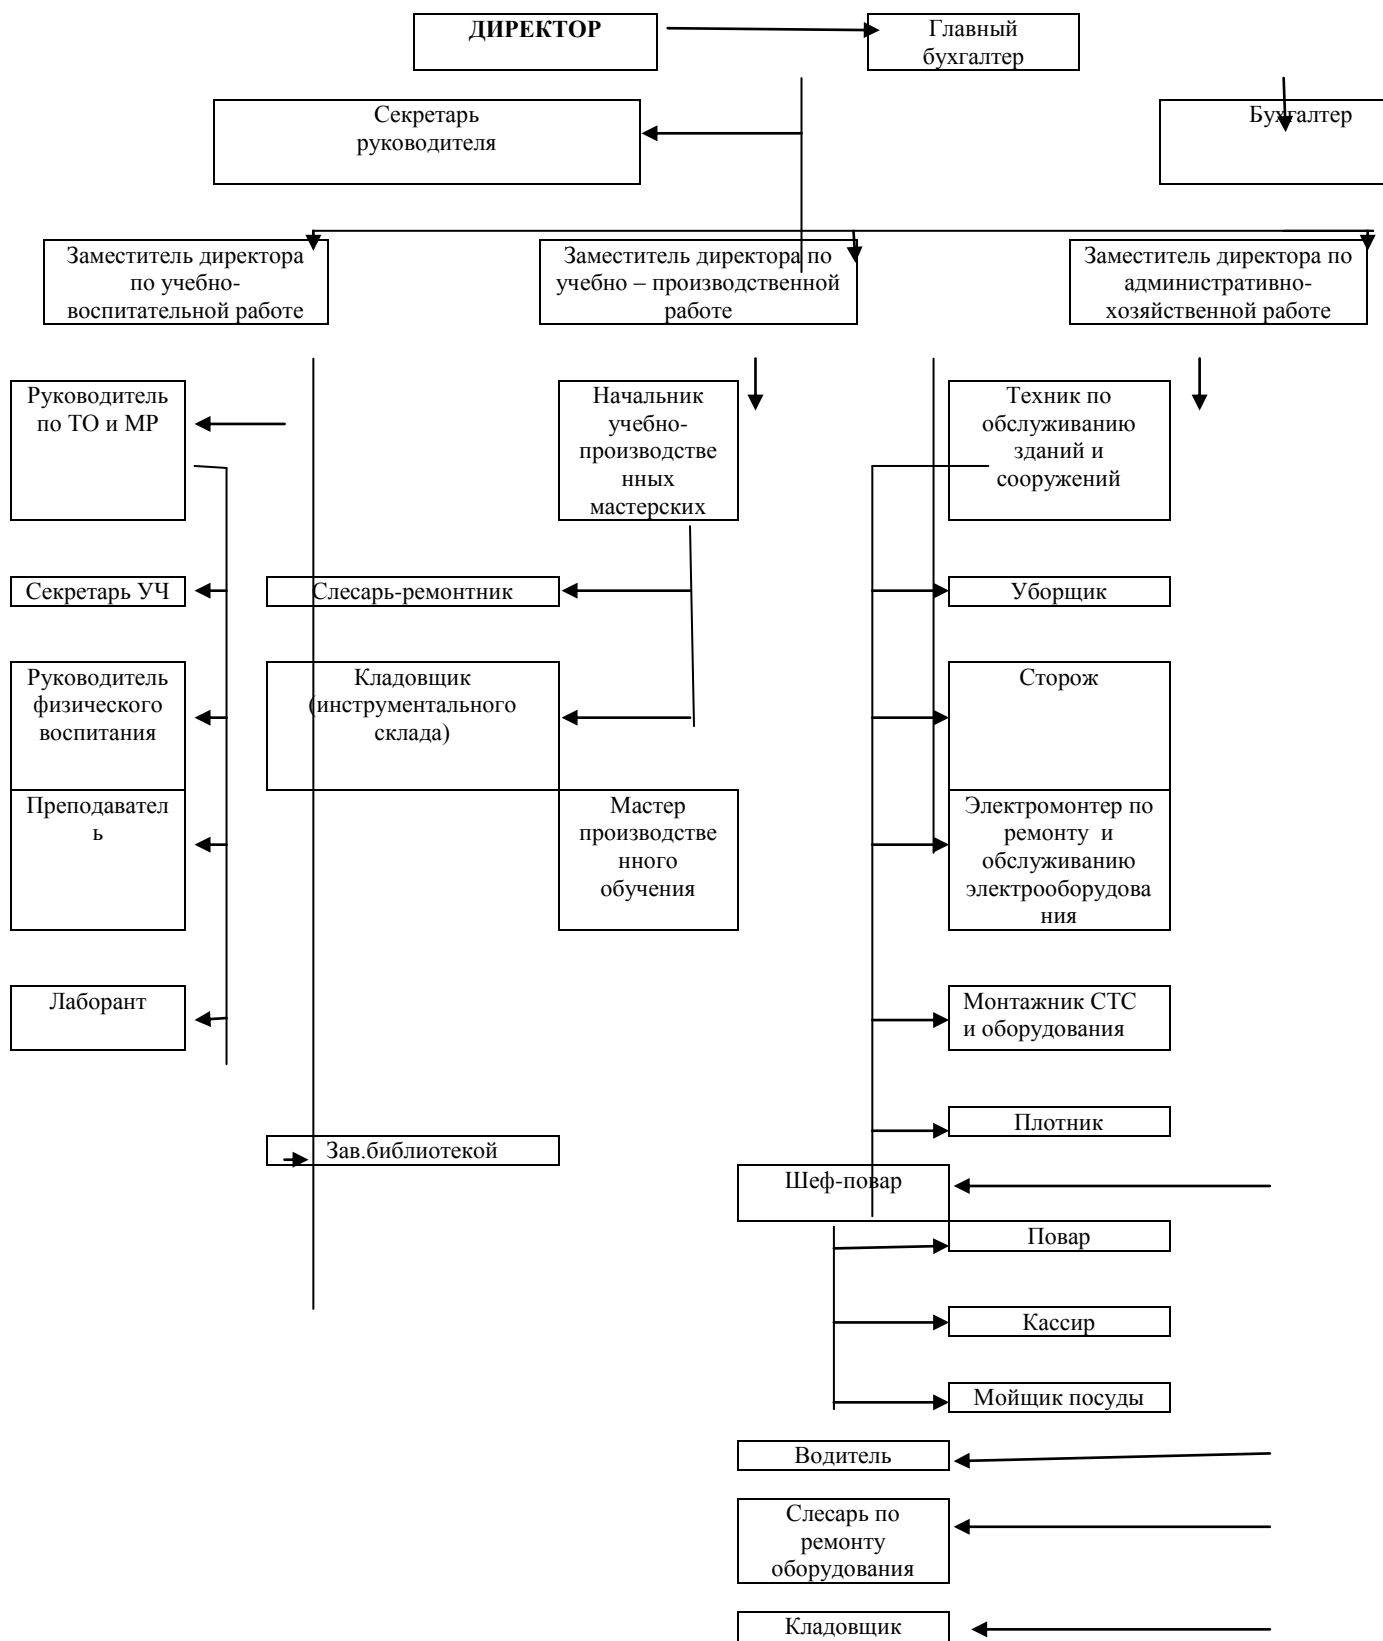 ДИРЕКТОР
Главный
бухгалтер
Секретарь
руководителя
Бухгалтер
Заместитель директора
по учебно-
воспитательной работе
Заместитель директора по
учебно – производственной
работе
Заместитель директора по
административно-
хозяйственной работе
Руководитель
по ТО и МР
Начальник
учебно-
производстве
нных
мастерских
Техник по
обслуживанию
зданий и
сооружений
Секретарь УЧ
Слесарь-ремонтник
Уборщик
Руководитель
физического
воспитания
Кладовщик
(инструментального
склада)
Сторож
Преподавател
ь
Мастер
производстве
нного
обучения
Электромонтер по
ремонту и
обслуживанию
электрооборудова
ния
Лаборант
Монтажник СТС
и оборудования
Плотник
Зав.библиотекой
Шеф-повар
Повар
Кассир
Мойщик посуды
Водитель
Слесарь по
ремонту
оборудования
Кладовщик